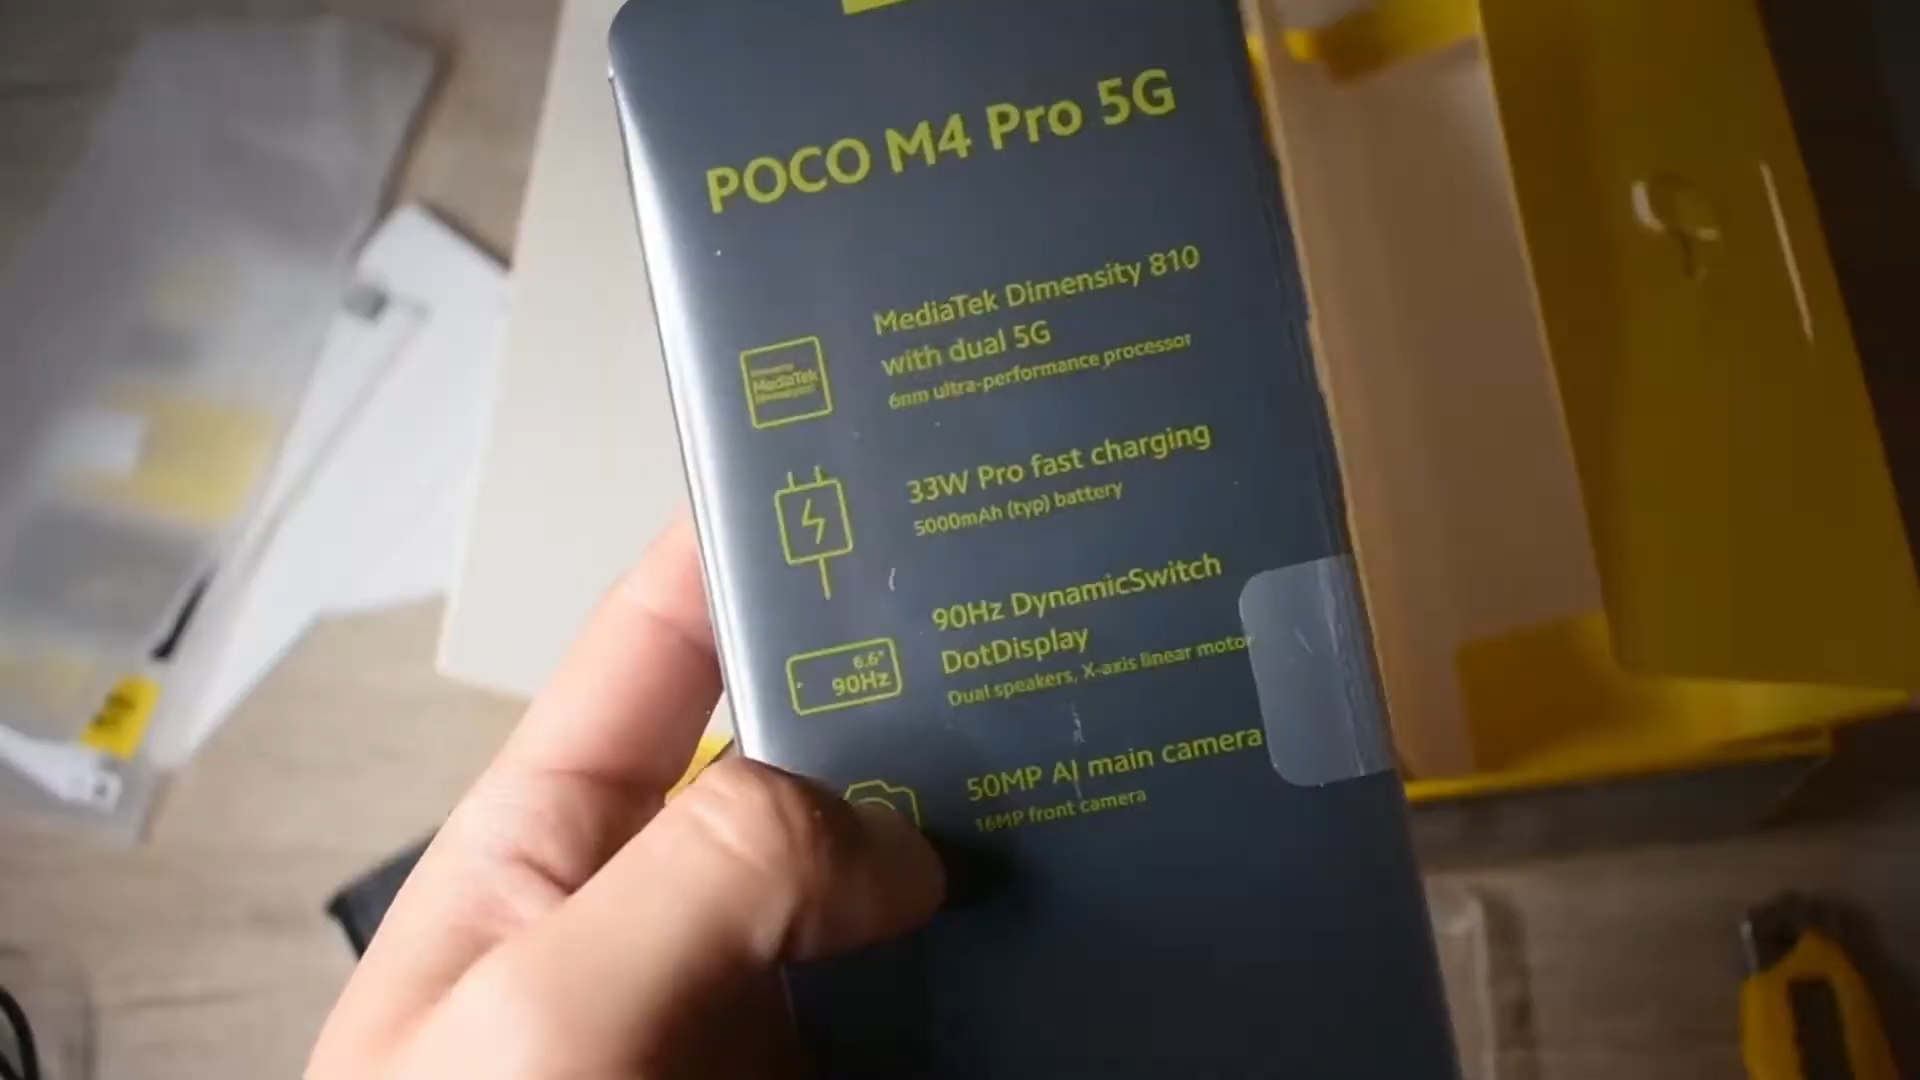 POCO M4 Pro 5G
MediaTek Dimensity 810
with dual 5G
6nm ultra-performance processor
MediaTek
33W Pro fast charging
5000mAh (typ) battery
90Hz DynamicSwitch
DotDisplay
Dual speakers, X-axis linear motor
6.6"
90Hz
50MP AI main camera
16MP front camera